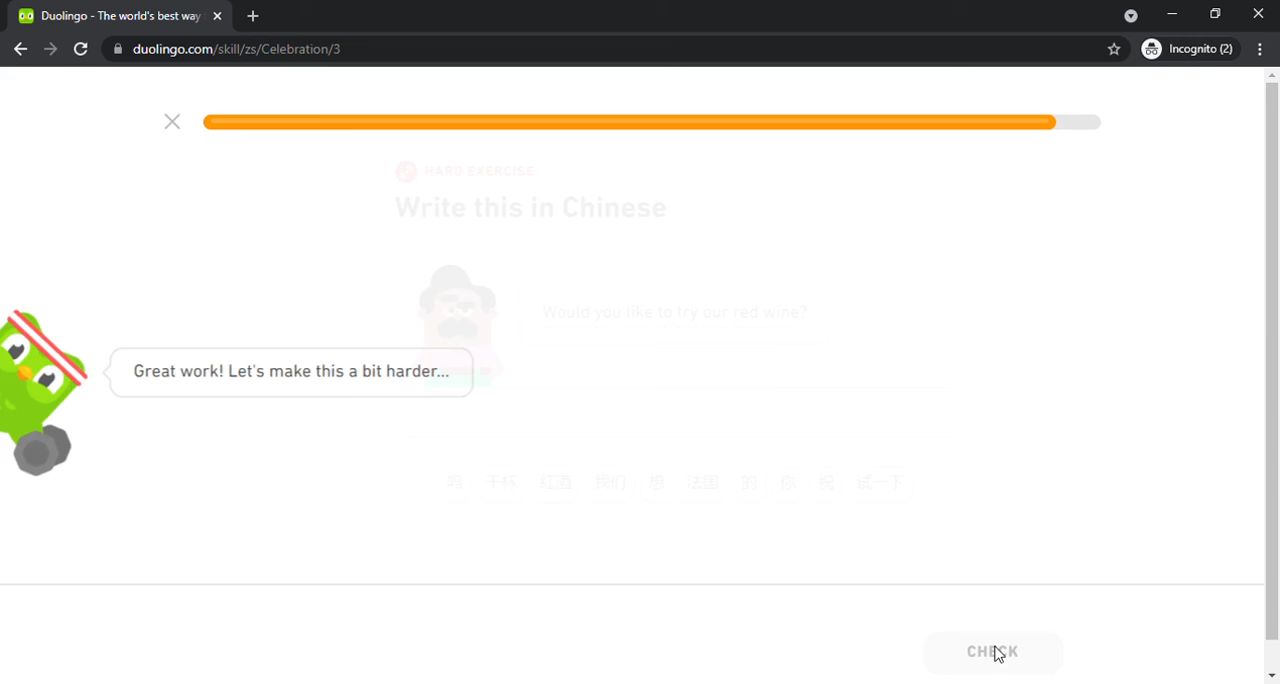 Duolingo - The world's best way
duolingo.com/skill/zs/Celebration/3
Incognito (2)
HARD EXERCISE
Write this in Chinese
Would you like to try our red wine?
Great work! Let's make this a bit harder...
吗 干杯 红酒 我们 想 法国 的 你 祝 试一下
CHECK